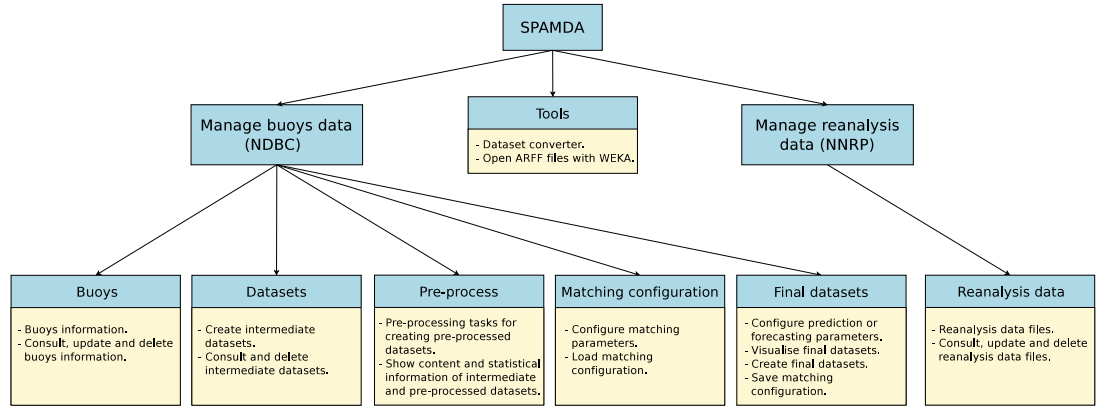 SPAMDA
Manage buoys data
(NDBC)
Tools
- Dataset converter.
- Open ARFF files with WEKA.
Manage reanalysis
data (NNRP)
Buoys
- Buoys information.
- Consult, update and delete
buoys information.
Datasets
- Create intermediate
datasets.
- Consult and delete
intermediate datasets.
Pre-process
- Pre-processing tasks for
creating pre-processed
datasets.
- Show content and statistical
information of intermediate
and pre-processed datasets.
Matching configuration
- Configure matching
parameters.
- Load matching
configuration.
Final datasets
- Configure prediction or
forecasting parameters.
- Visualise final datasets.
- Create final datasets.
- Save matching
configuration.
Reanalysis data
- Reanalysis data files.
- Consult, update and delete
reanalysis data files.